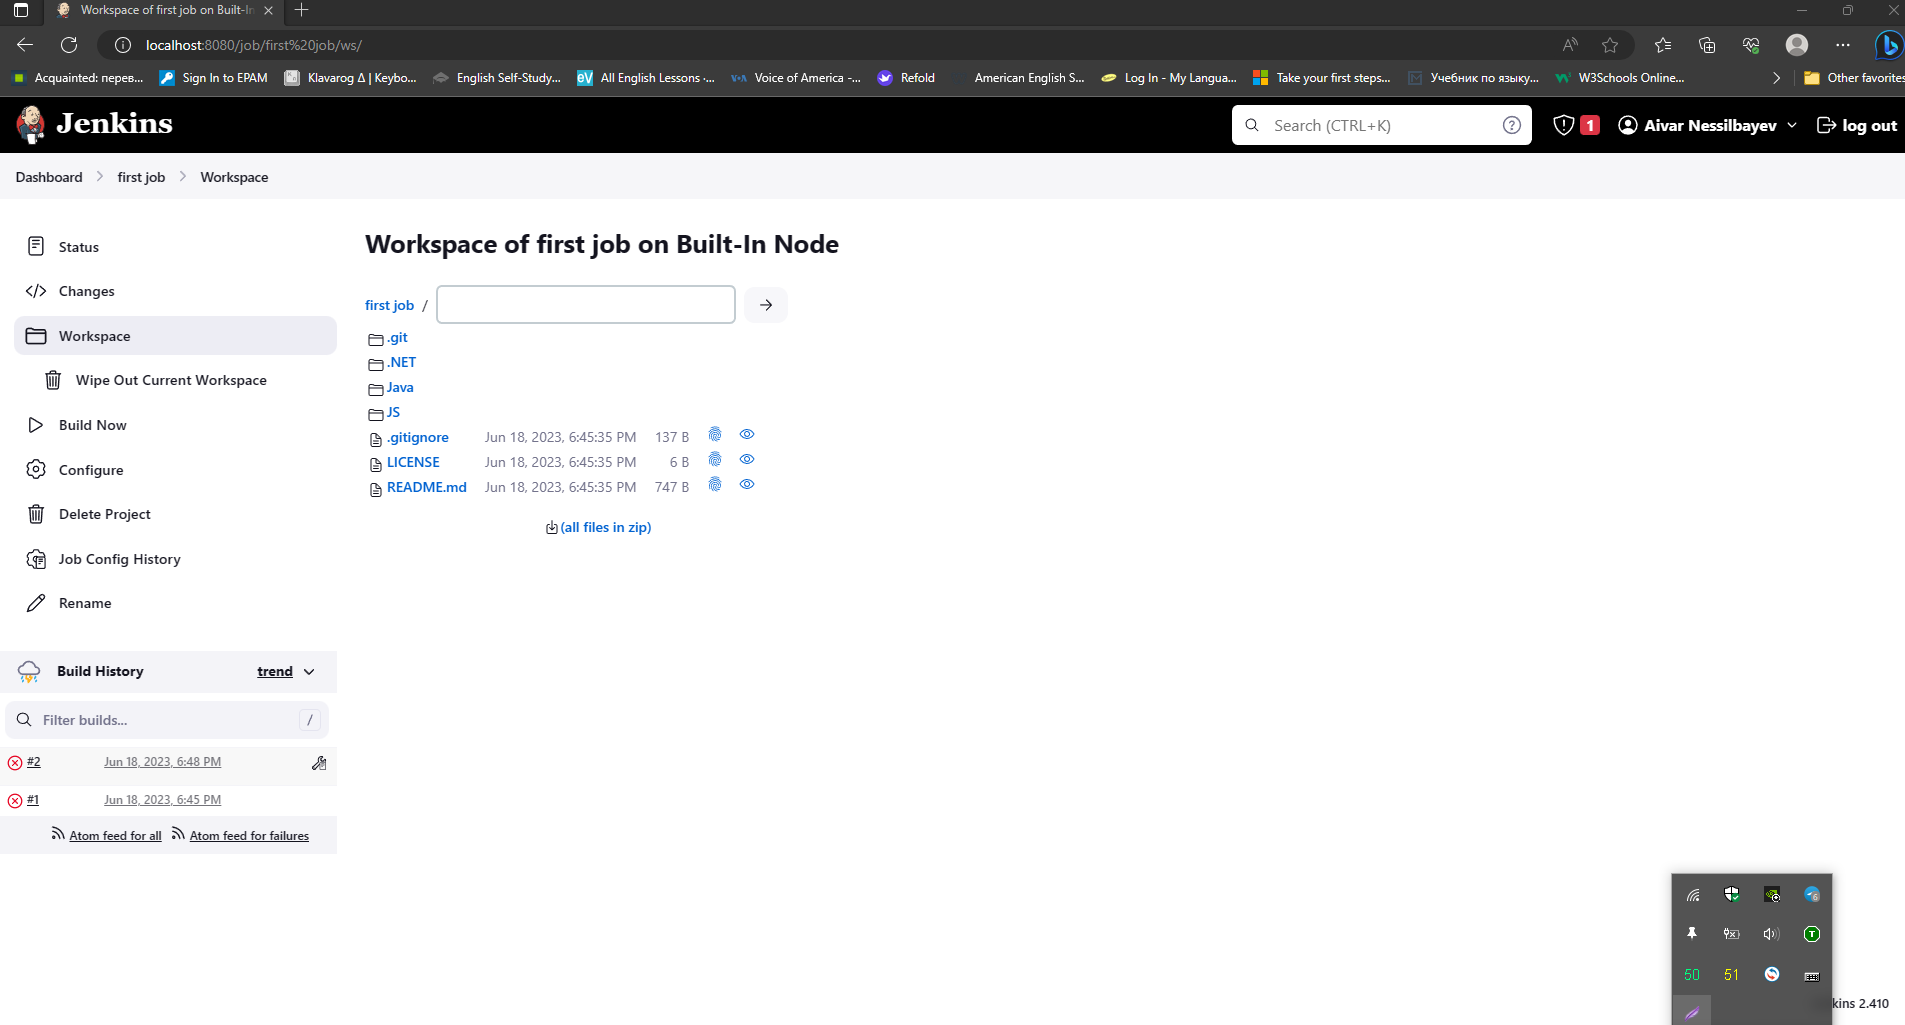 Workspace of first job on Built-In
localhost:8080/job/first%20job/ws/
Acquainted: перев... Sign In to EPAM Klavarog Δ | Keybo... English Self-Study... All English Lessons -... Voice of America -... Refold American English S... Log In - My Langua... Take your first steps... Учебник по языку,... W3Schools Online... Other favorites
Jenkins Search (CTRL+K) 1 Aivar Nessilbayev log out
Dashboard first job Workspace
Status
Changes
Workspace
Wipe Out Current Workspace
Build Now
Configure
Delete Project
Job Config History
Rename
Build History trend
Filter builds... /
#2 Jun 18, 2023, 6:48 PM
#1 Jun 18, 2023, 6:45 PM
Atom feed for all Atom feed for failures
Workspace of first job on Built-In Node
first job /
.git
.NET
Java
JS
.gitignore Jun 18, 2023, 6:45:35 PM 137 B
LICENSE Jun 18, 2023, 6:45:35 PM 6 B
README.md Jun 18, 2023, 6:45:35 PM 747 B
(all files in zip)
50 51
kins 2.410